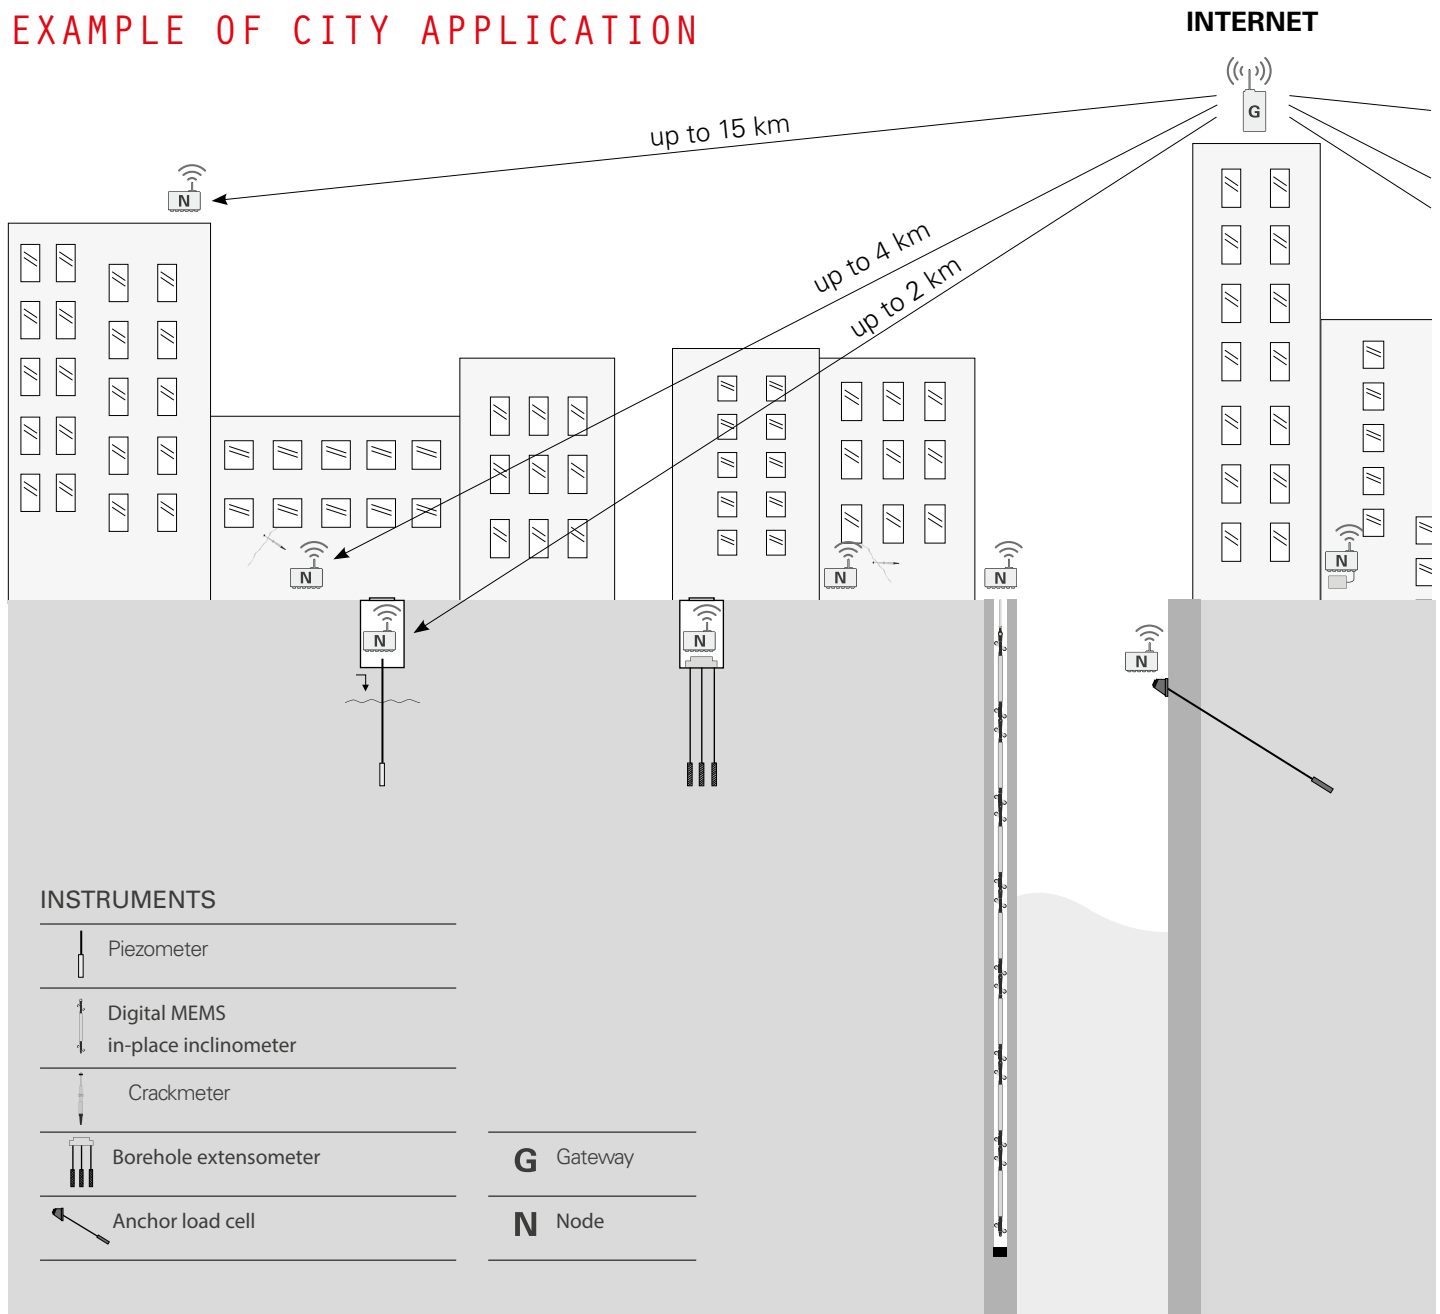 EXAMPLE OF CITY APPLICATION
INTERNET
G
up to 15 km
N
up to 4 km
up to 2 km
N
N
N
N
N
N
N
INSTRUMENTS
Piezometer
Digital MEMS
in-place inclinometer
Crackmeter
Borehole extensometer
Anchor load cell
G Gateway
N Node